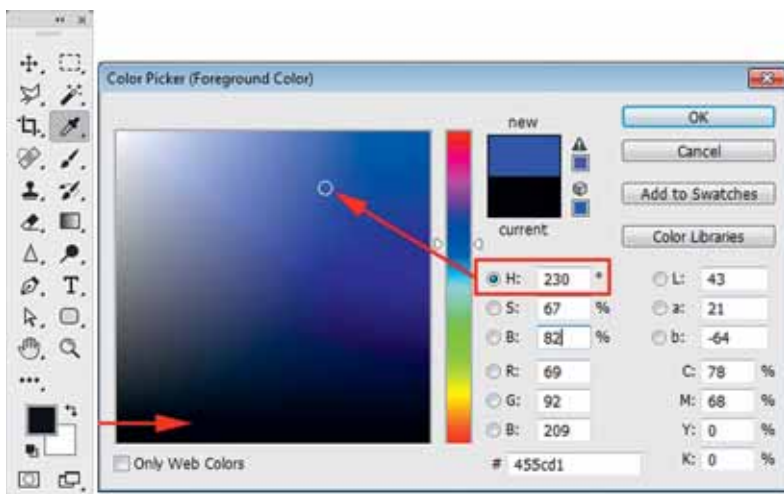 Color Picker (Foreground Color)
new
current
OK
Cancel
Add to Swatches
Color Libraries
H: 230 °
S: 67 %
B: 82 %
R: 69
G: 92
B: 209
# 455cd1
L: 43
a: 21
b: -64
C: 78 %
M: 68 %
Y: 0 %
K: 0 %
Only Web Colors
T